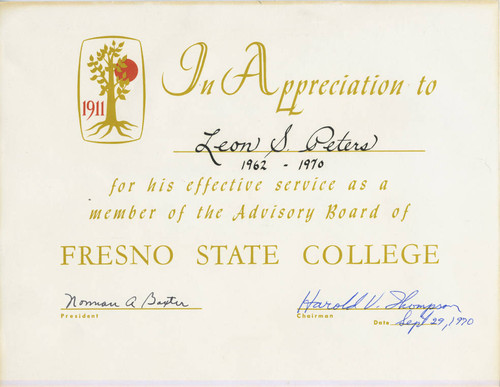 1911
In Appreciation to
Leon S. Peters
1962 - 1970
for his effective service as a
member of the Advisory Board of
FRESNO STATE COLLEGE
Norman A Baxter
President
Harold V. Thompson
Chairman
Date Sept 29, 1970